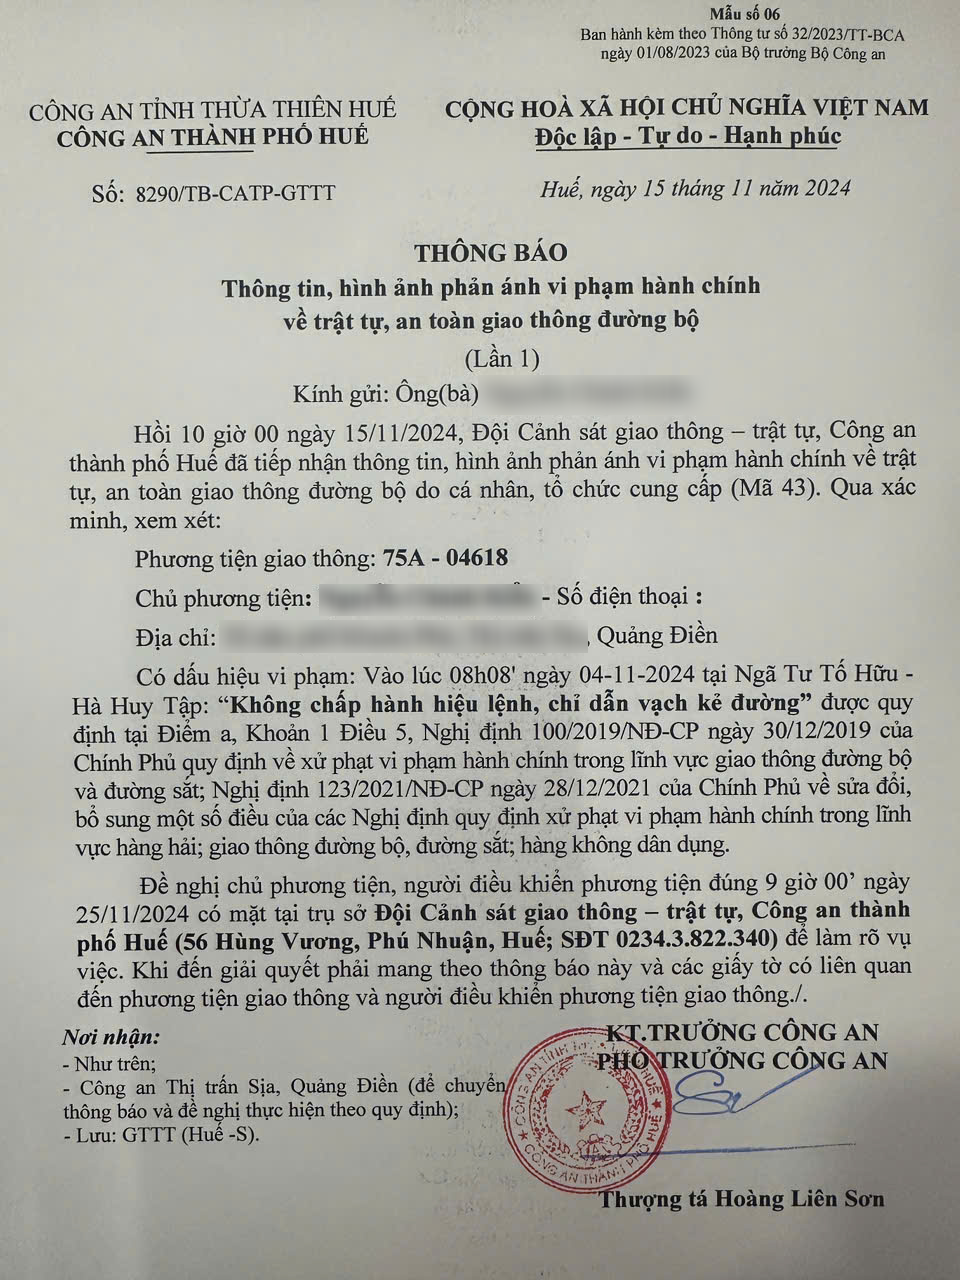 Mẫu số 06
Ban hành kèm theo Thông tư số 32/2023/TT-BCA
ngày 01/08/2023 của Bộ trưởng Bộ Công an
CÔNG AN TỈNH THỪA THIÊN HUẾ
CÔNG AN THÀNH PHỐ HUẾ
CỘNG HOÀ XÃ HỘI CHỦ NGHĨA VIỆT NAM
Độc lập - Tự do - Hạnh phúc
Số: 8290/TB-CATP-GTTT
Huế, ngày 15 tháng 11 năm 2024
THÔNG BÁO
Thông tin, hình ảnh phản ánh vi phạm hành chính
về trật tự, an toàn giao thông đường bộ
(Lần 1)
Kính gửi: Ông(bà)
Hồi 10 giờ 00 ngày 15/11/2024, Đội Cảnh sát giao thông – trật tự, Công an
thành phố Huế đã tiếp nhận thông tin, hình ảnh phản ánh vi phạm hành chính về trật
tự, an toàn giao thông đường bộ do cá nhân, tổ chức cung cấp (Mã 43). Qua xác
minh, xem xét:
Phương tiện giao thông: 75A - 04618
Chủ phương tiện: - Số điện thoại :
Địa chỉ: , Quảng Điền
Có dấu hiệu vi phạm: Vào lúc 08h08' ngày 04-11-2024 tại Ngã Tư Tố Hữu -
Hà Huy Tập: “Không chấp hành hiệu lệnh, chỉ dẫn vạch kẻ đường” được quy
định tại Điểm a, Khoản 1 Điều 5, Nghị định 100/2019/NĐ-CP ngày 30/12/2019 của
Chính Phủ quy định về xử phạt vi phạm hành chính trong lĩnh vực giao thông đường bộ
và đường sắt; Nghị định 123/2021/NĐ-CP ngày 28/12/2021 của Chính Phủ về sửa đổi,
bổ sung một số điều của các Nghị định quy định xử phạt vi phạm hành chính trong lĩnh
vực hàng hải; giao thông đường bộ, đường sắt; hàng không dân dụng.
Đề nghị chủ phương tiện, người điều khiển phương tiện đúng 9 giờ 00’ ngày
25/11/2024 có mặt tại trụ sở Đội Cảnh sát giao thông – trật tự, Công an thành
phố Huế (56 Hùng Vương, Phú Nhuận, Huế; SĐT 0234.3.822.340) để làm rõ vụ
việc. Khi đến giải quyết phải mang theo thông báo này và các giấy tờ có liên quan
đến phương tiện giao thông và người điều khiển phương tiện giao thông./.
Nơi nhận:
- Như trên;
- Công an Thị trấn Sịa, Quảng Điền (để chuyển
thông báo và đề nghị thực hiện theo quy định);
- Lưu: GTTT (Huế -S).
KT.TRƯỞNG CÔNG AN
PHÓ TRƯỞNG CÔNG AN
CÔNG AN THÀNH PHỐ HUẾ
Thượng tá Hoàng Liên Sơn